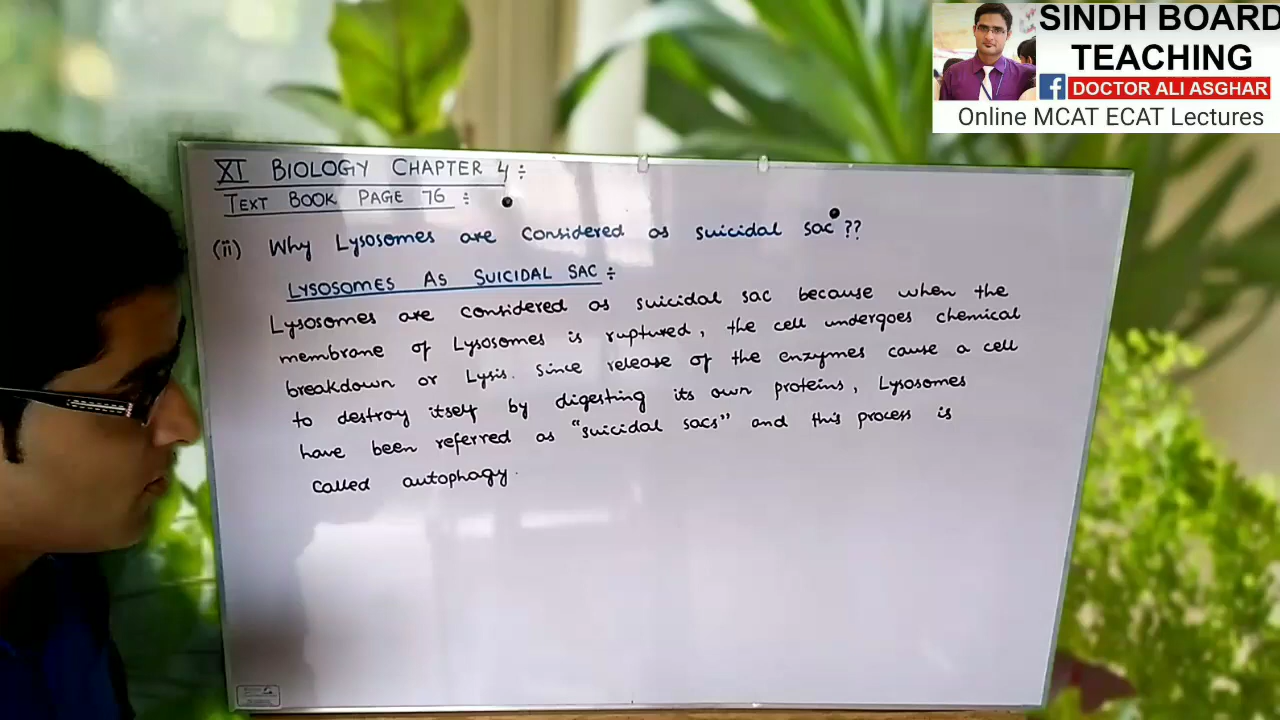 SINDH BOARD
TEACHING
DOCTOR ALI ASGHAR
Online MCAT ECAT Lectures
XI BIOLOGY CHAPTER 4 ÷
TEXT BOOK PAGE 76 ÷
(ii) Why Lysosomes are considered as suicidal sac ??
LYSOSOMES AS SUICIDAL SAC ÷
Lysosomes are considered as suicidal sac because when the
membrane of Lysosomes is ruptured, the cell undergoes chemical
breakdown or Lysis. Since release of the enzymes cause a cell
to destroy itself by digesting its own proteins, Lysosomes
have been referred as "suicidal sacs" and this process is
called autophagy.